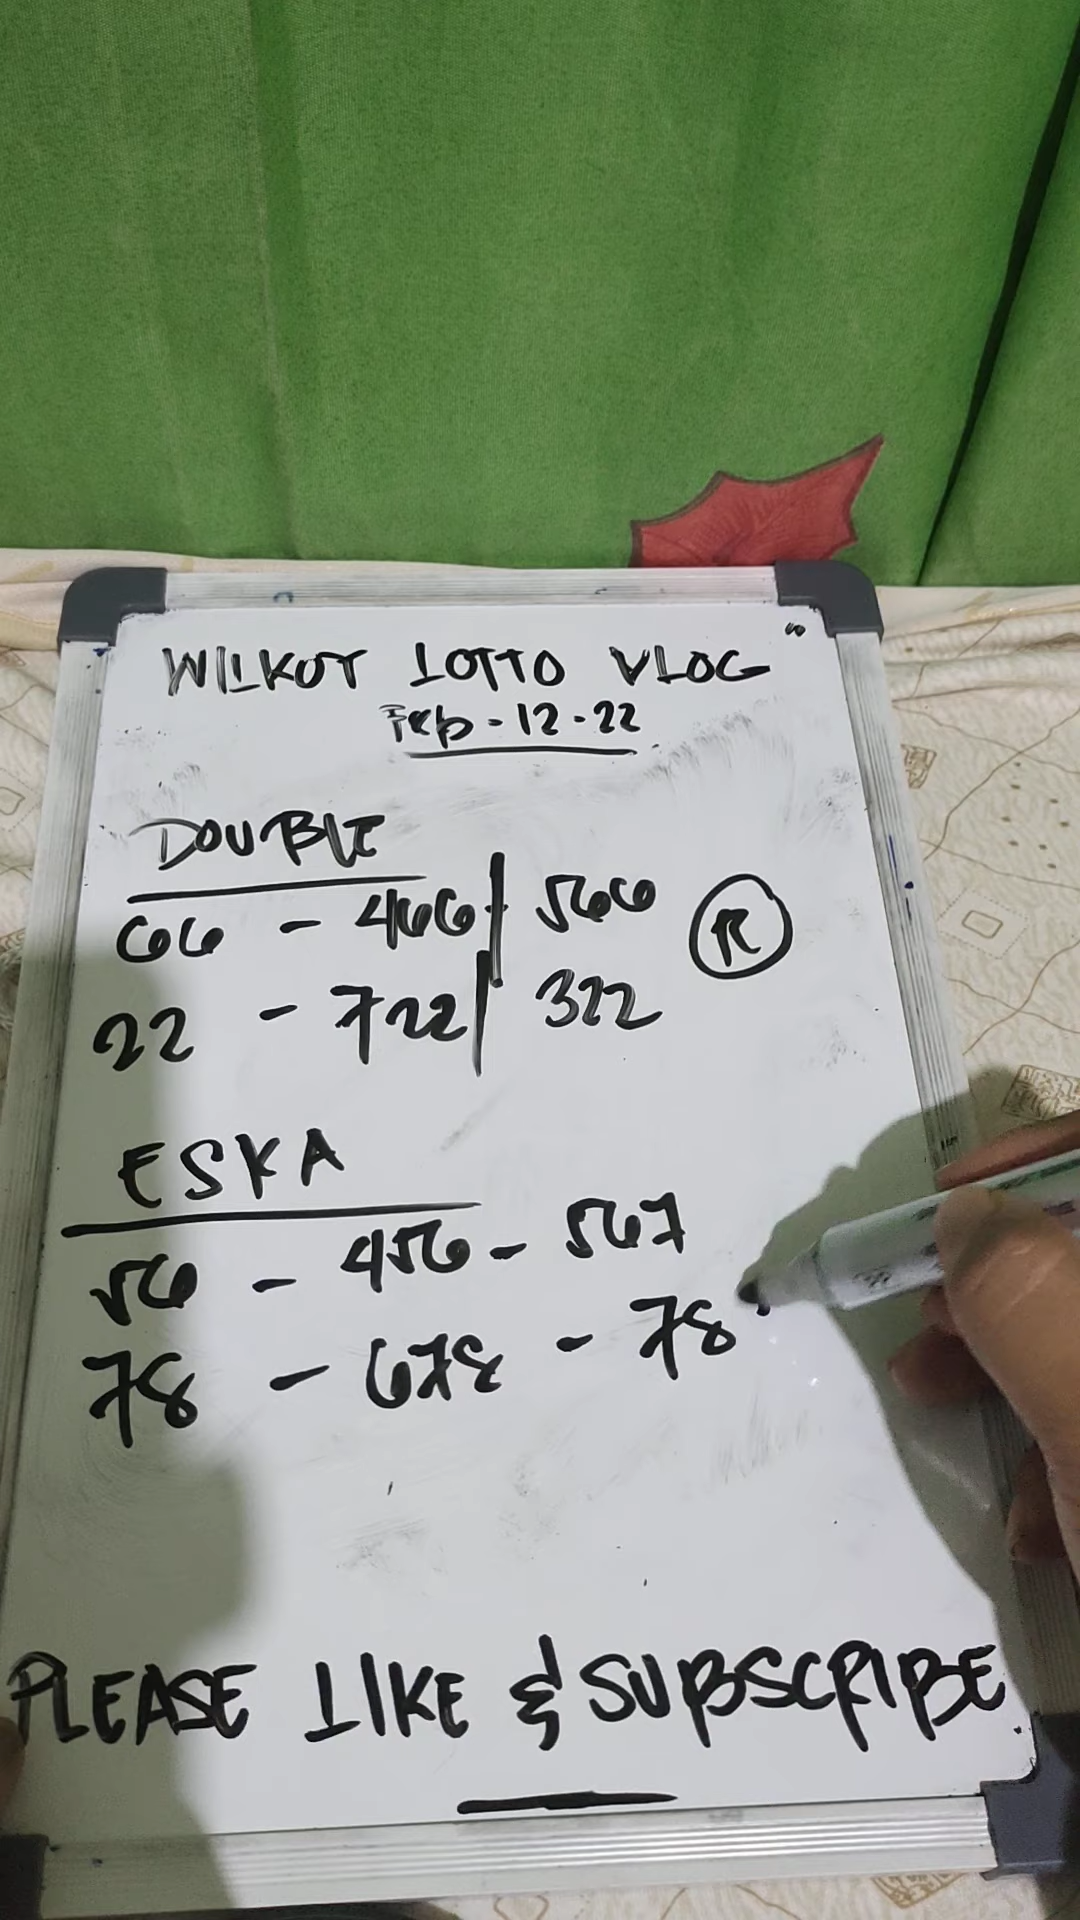 WILKOY LOTTO VLOG
Feb - 12 - 22
DOUBLE
66 - 466 / 566 R
22 - 722 / 322
ESKA
56 - 456 - 567
78 - 678 - 78
PLEASE LIKE & SUBSCRIBE